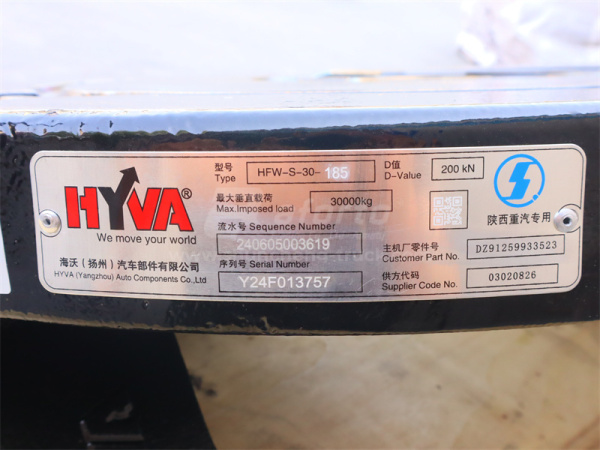 HYVA®
We move your world
海沃（扬州）汽车部件有限公司
HYVA (Yangzhou) Auto Components Co.,Ltd
型号
Type
HFW-S-30-185
D值
D-Value
200 kN
最大垂直载荷
Max.Imposed load
30000kg
流水号 Sequence Number
240605003619
序列号 Serial Number
Y24F013757
陕西重汽专用
主机厂零件号
Customer Part No.
DZ91259933523
供方代码
Supplier Code No.
03020826